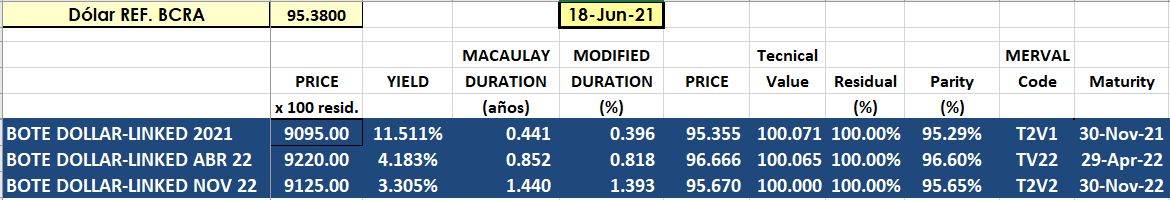 Dólar REF. BCRA 95.3800 18-Jun-21
MACAULAY MODIFIED Tecnical MERVAL
PRICE YIELD DURATION DURATION PRICE Value Residual Parity Code Maturity
x 100 resid. (años) (%) (%) (%)
BOTE DOLLAR-LINKED 2021 9095.00 11.511% 0.441 0.396 95.355 100.071 100.00% 95.29% T2V1 30-Nov-21
BOTE DOLLAR-LINKED ABR 22 9220.00 4.183% 0.852 0.818 96.666 100.065 100.00% 96.60% TV22 29-Apr-22
BOTE DOLLAR-LINKED NOV 22 9125.00 3.305% 1.440 1.393 95.670 100.000 100.00% 95.65% T2V2 30-Nov-22